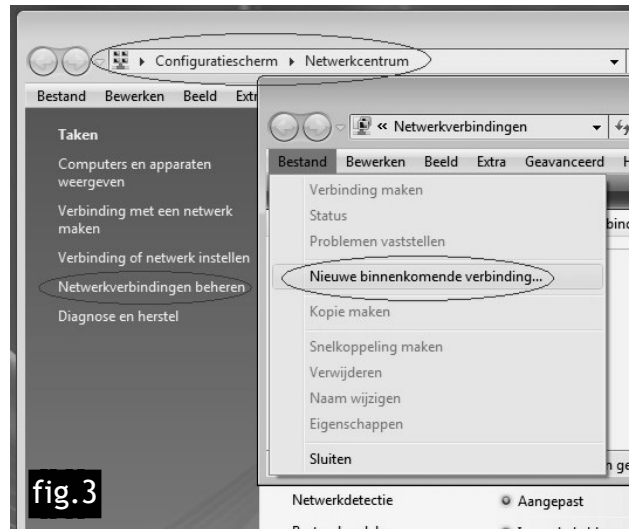 Configuratiescherm Netwerkcentrum
Bestand Bewerken Beeld
Taken
Computers en apparaten
weergeven
Verbinding met een netwerk
maken
Verbinding of netwerk instellen
Netwerkverbindingen beheren
Diagnose en herstel
« Netwerkverbindingen
Bestand Bewerken Beeld Extra Geavanceerd
Verbinding maken
Status
Problemen vaststellen
Nieuwe binnenkomende verbinding...
Kopie maken
Snelkoppeling maken
Verwijderen
Naam wijzigen
Eigenschappen
Sluiten
Netwerkdetectie Aangepast
fig.3